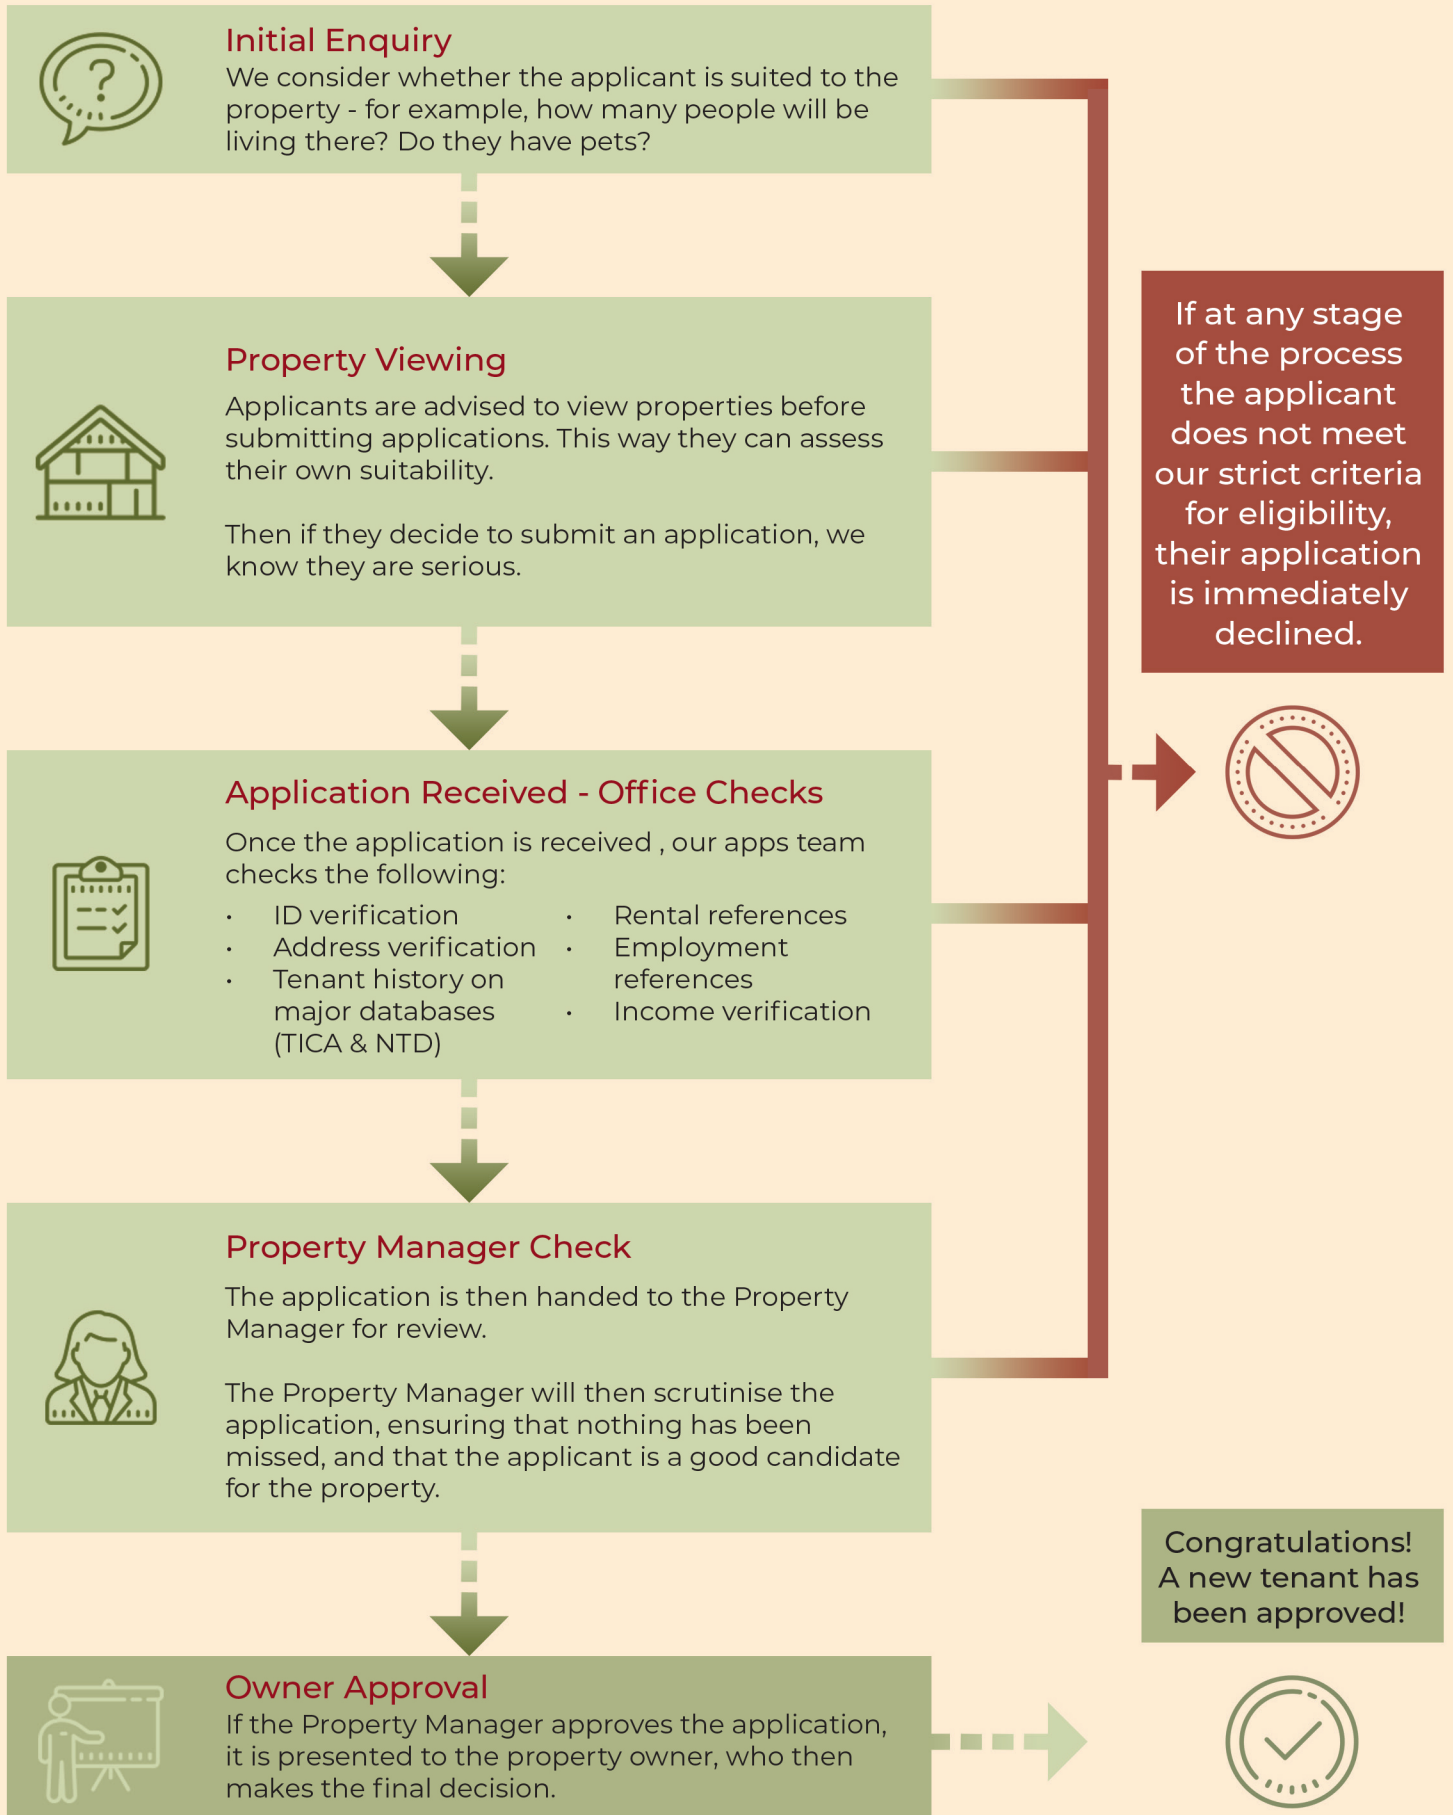 Initial Enquiry
We consider whether the applicant is suited to the
property - for example, how many people will be
living there? Do they have pets?
Property Viewing
Applicants are advised to view properties before
submitting applications. This way they can assess
their own suitability.
Then if they decide to submit an application, we
know they are serious.
If at any stage
of the process
the applicant
does not meet
our strict criteria
for eligibility,
their application
is immediately
declined.
Application Received - Office Checks
Once the application is received , our apps team
checks the following:
• ID verification
• Address verification
• Tenant history on
major databases
(TICA & NTD)
• Rental references
• Employment
references
• Income verification
Property Manager Check
The application is then handed to the Property
Manager for review.
The Property Manager will then scrutinise the
application, ensuring that nothing has been
missed, and that the applicant is a good candidate
for the property.
Owner Approval
If the Property Manager approves the application,
it is presented to the property owner, who then
makes the final decision.
Congratulations!
A new tenant has
been approved!